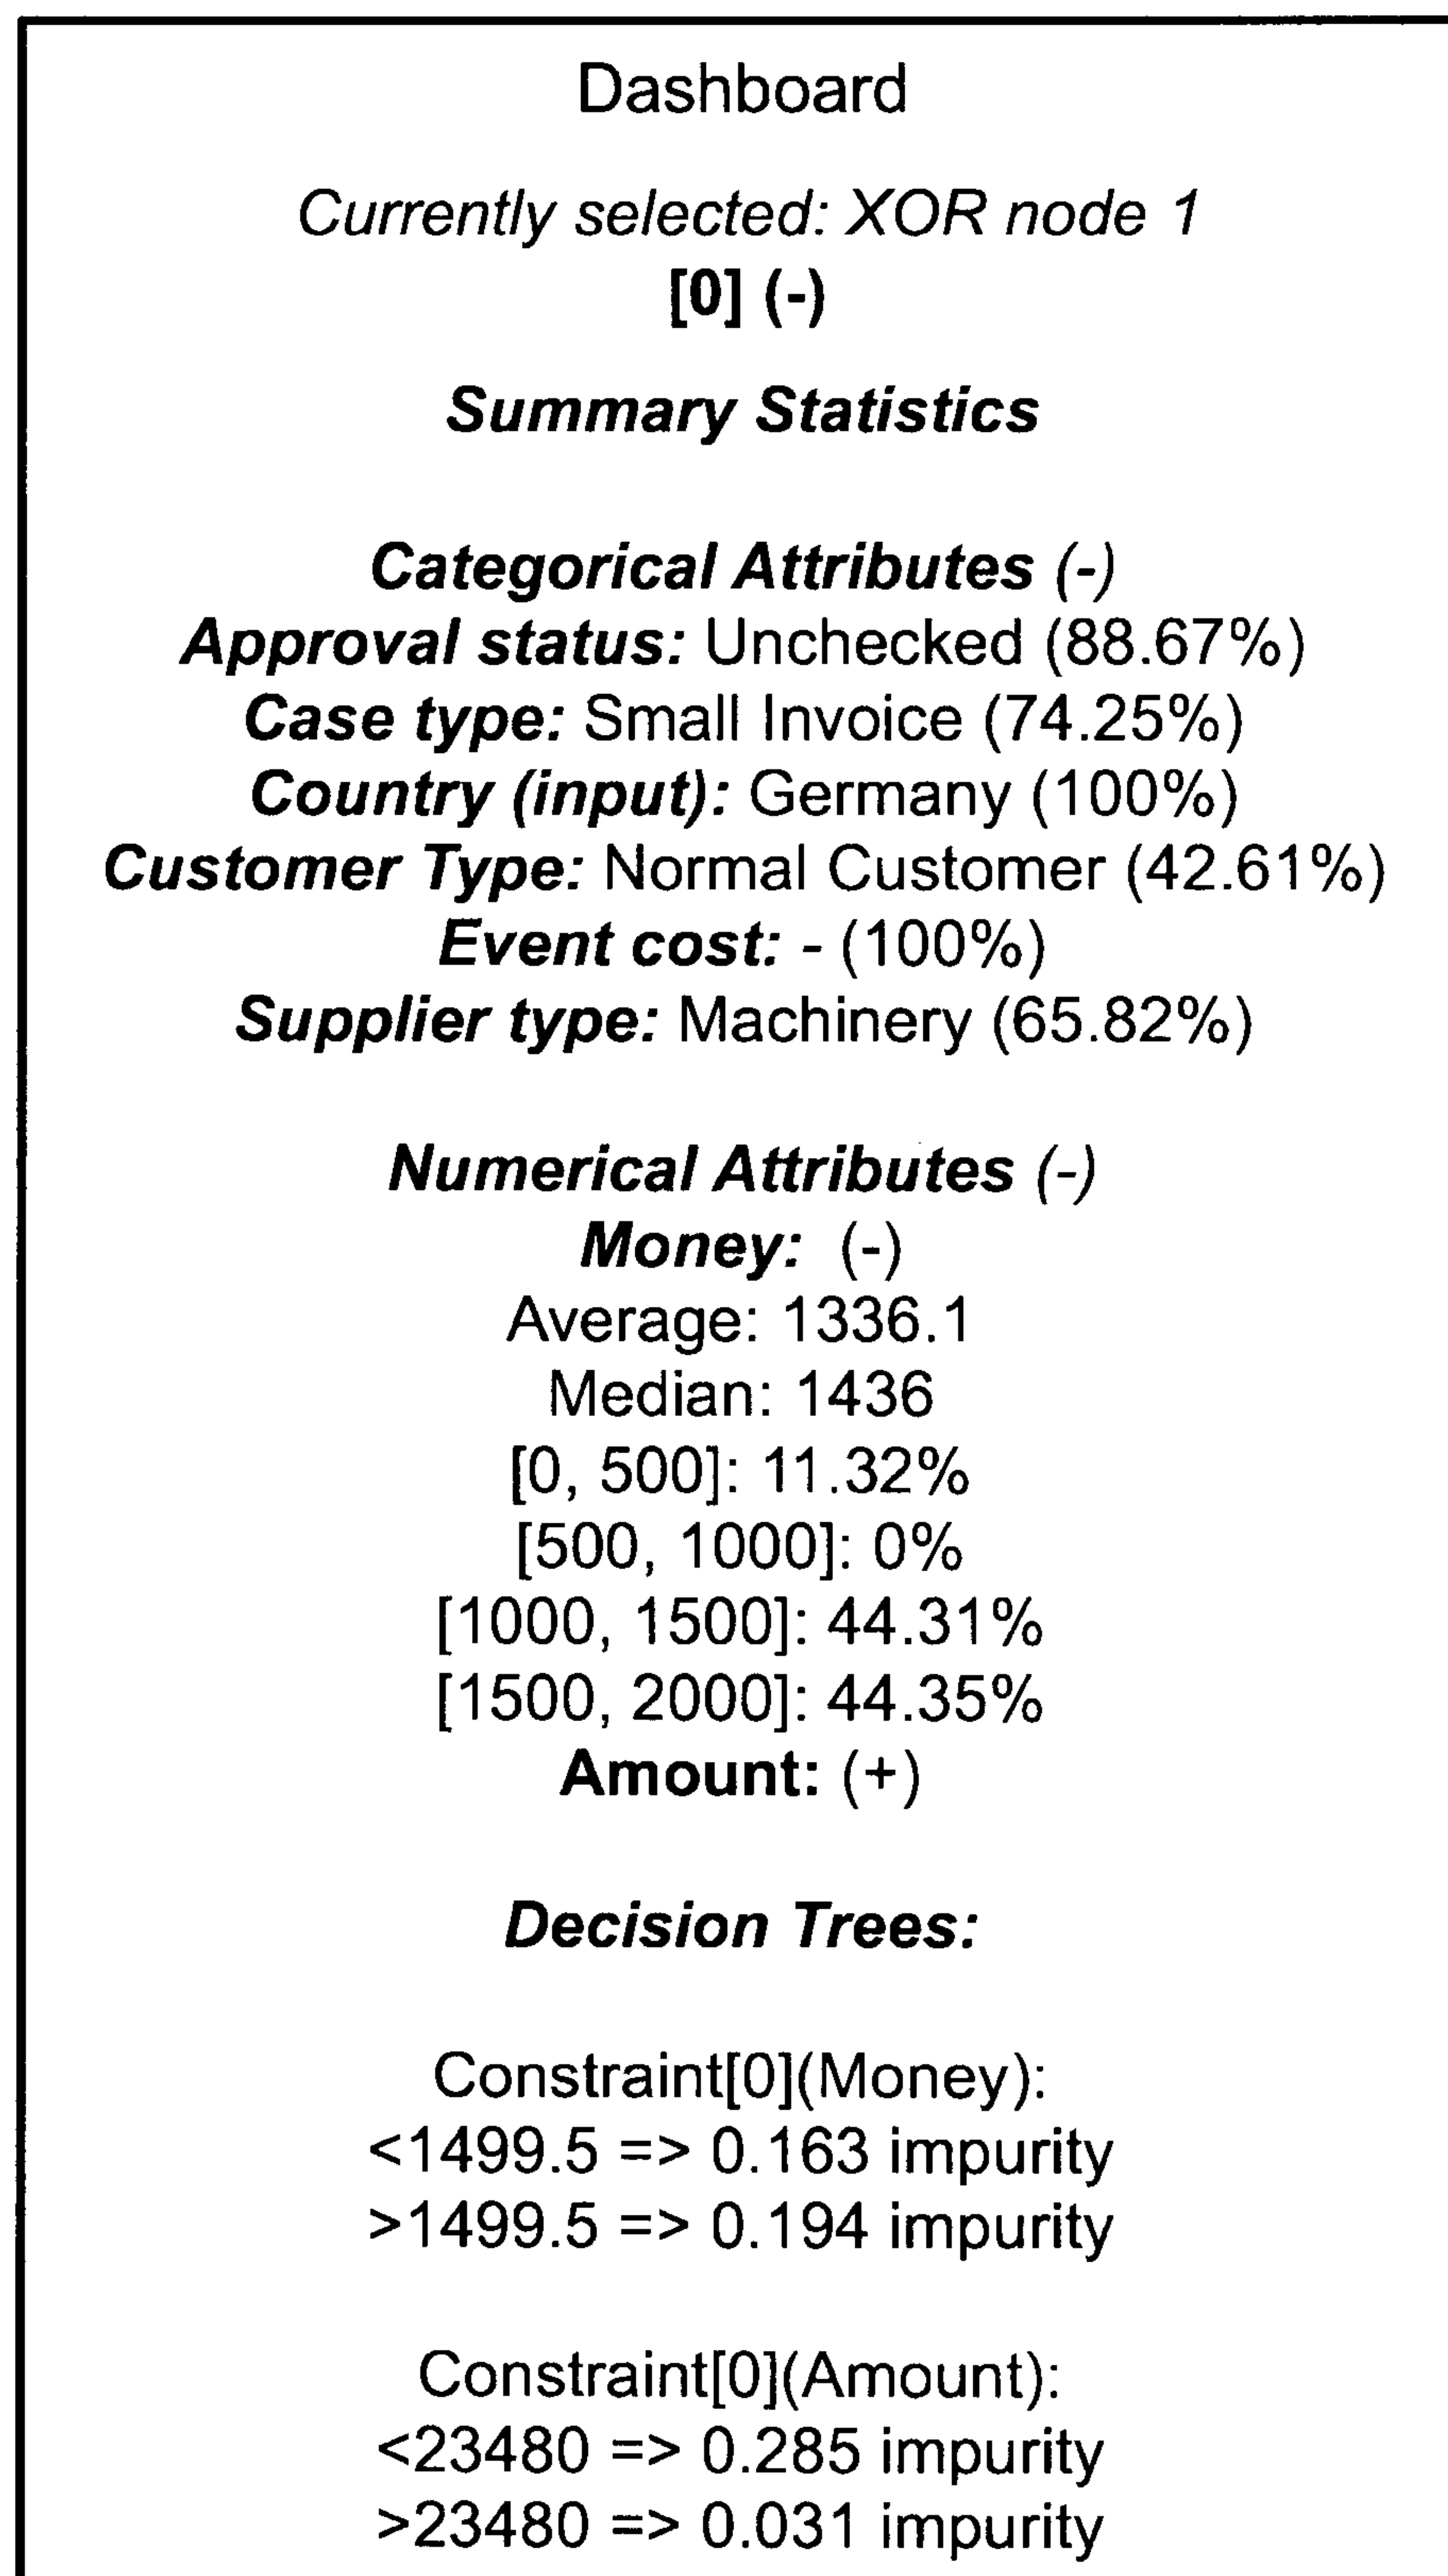 Dashboard
Currently selected: XOR node 1
[0] (-)
Summary Statistics
Categorical Attributes (-)
Approval status: Unchecked (88.67%)
Case type: Small Invoice (74.25%)
Country (input): Germany (100%)
Customer Type: Normal Customer (42.61%)
Event cost: - (100%)
Supplier type: Machinery (65.82%)
Numerical Attributes (-)
Money: (-)
Average: 1336.1
Median: 1436
[0, 500]: 11.32%
[500, 1000]: 0%
[1000, 1500]: 44.31%
[1500, 2000]: 44.35%
Amount: (+)
Decision Trees:
Constraint[0](Money):
<1499.5 => 0.163 impurity
>1499.5 => 0.194 impurity
Constraint[0](Amount):
<23480 => 0.285 impurity
>23480 => 0.031 impurity